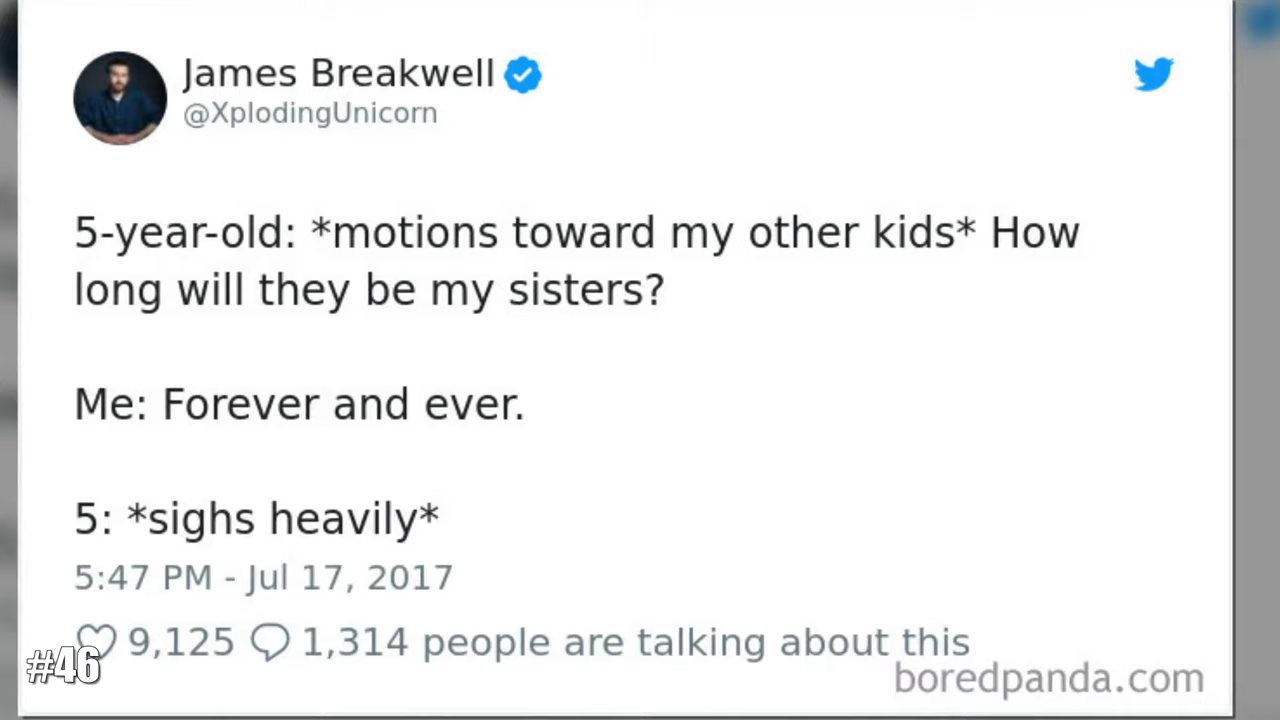 James Breakwell
@XplodingUnicorn
5-year-old: *motions toward my other kids* How
long will they be my sisters?
Me: Forever and ever.
5: *sighs heavily*
5:47 PM - Jul 17, 2017
9,125 1,314 people are talking about this
#46
boredpanda.com